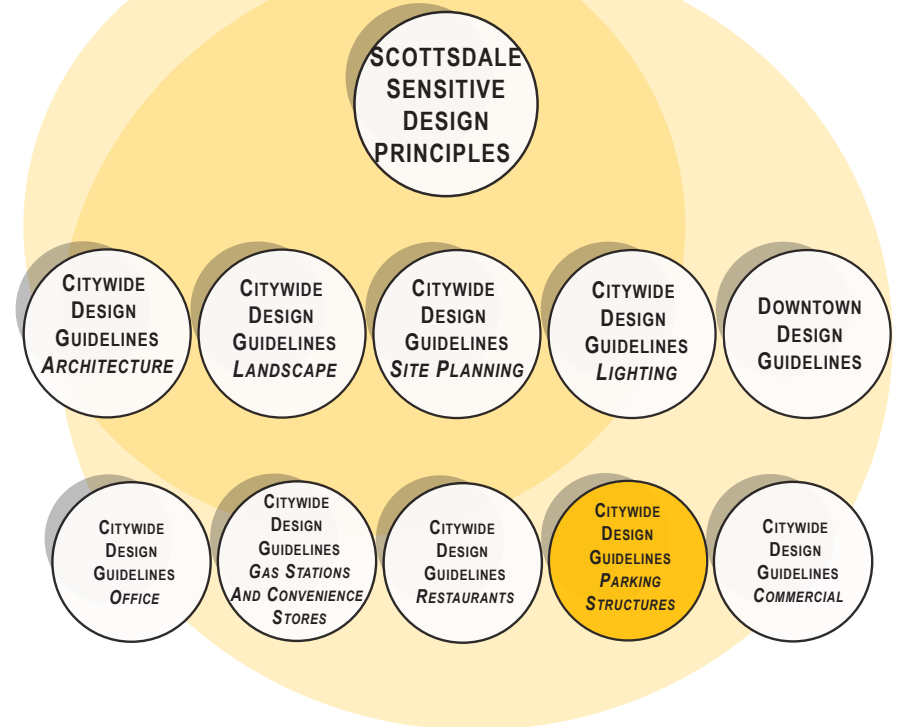 SCOTTSDALE
SENSITIVE
DESIGN
PRINCIPLES
CITYWIDE
DESIGN
GUIDELINES
ARCHITECTURE
CITYWIDE
DESIGN
GUIDELINES
LANDSCAPE
CITYWIDE
DESIGN
GUIDELINES
SITE PLANNING
CITYWIDE
DESIGN
GUIDELINES
LIGHTING
DOWNTOWN
DESIGN
GUIDELINES
CITYWIDE
DESIGN
GUIDELINES
OFFICE
CITYWIDE
DESIGN
GUIDELINES
GAS STATIONS
AND CONVENIENCE
STORES
CITYWIDE
DESIGN
GUIDELINES
RESTAURANTS
CITYWIDE
DESIGN
GUIDELINES
PARKING
STRUCTURES
CITYWIDE
DESIGN
GUIDELINES
COMMERCIAL